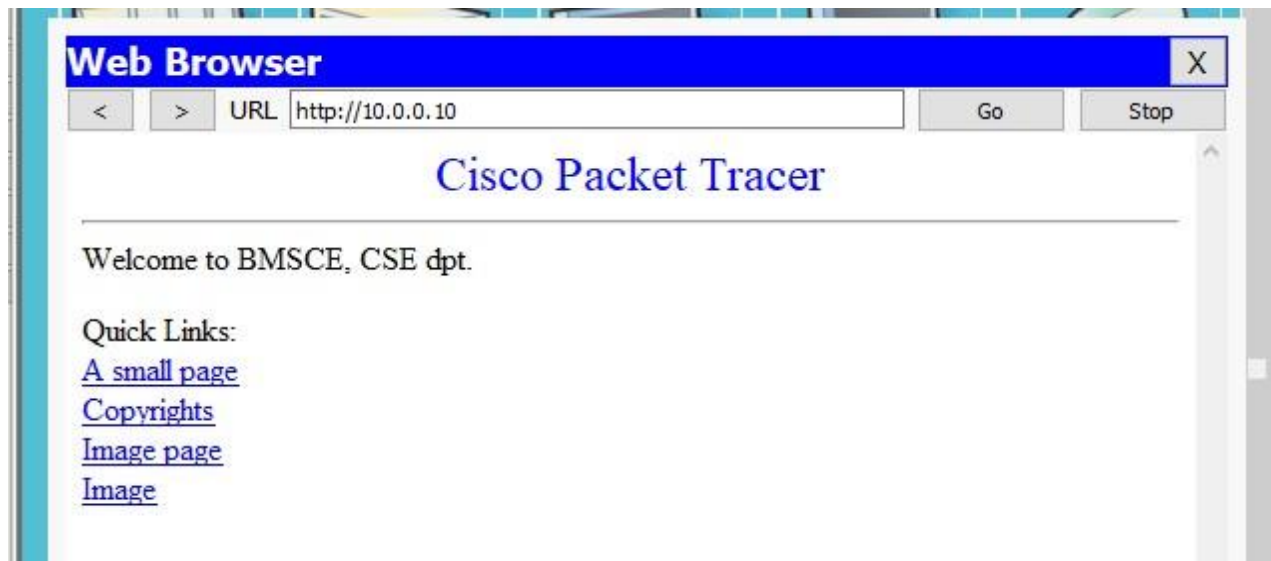 Web Browser X
< > URL http://10.0.0.10 Go Stop
Cisco Packet Tracer
Welcome to BMSCE, CSE dpt.
Quick Links:
A small page
Copyrights
Image page
Image